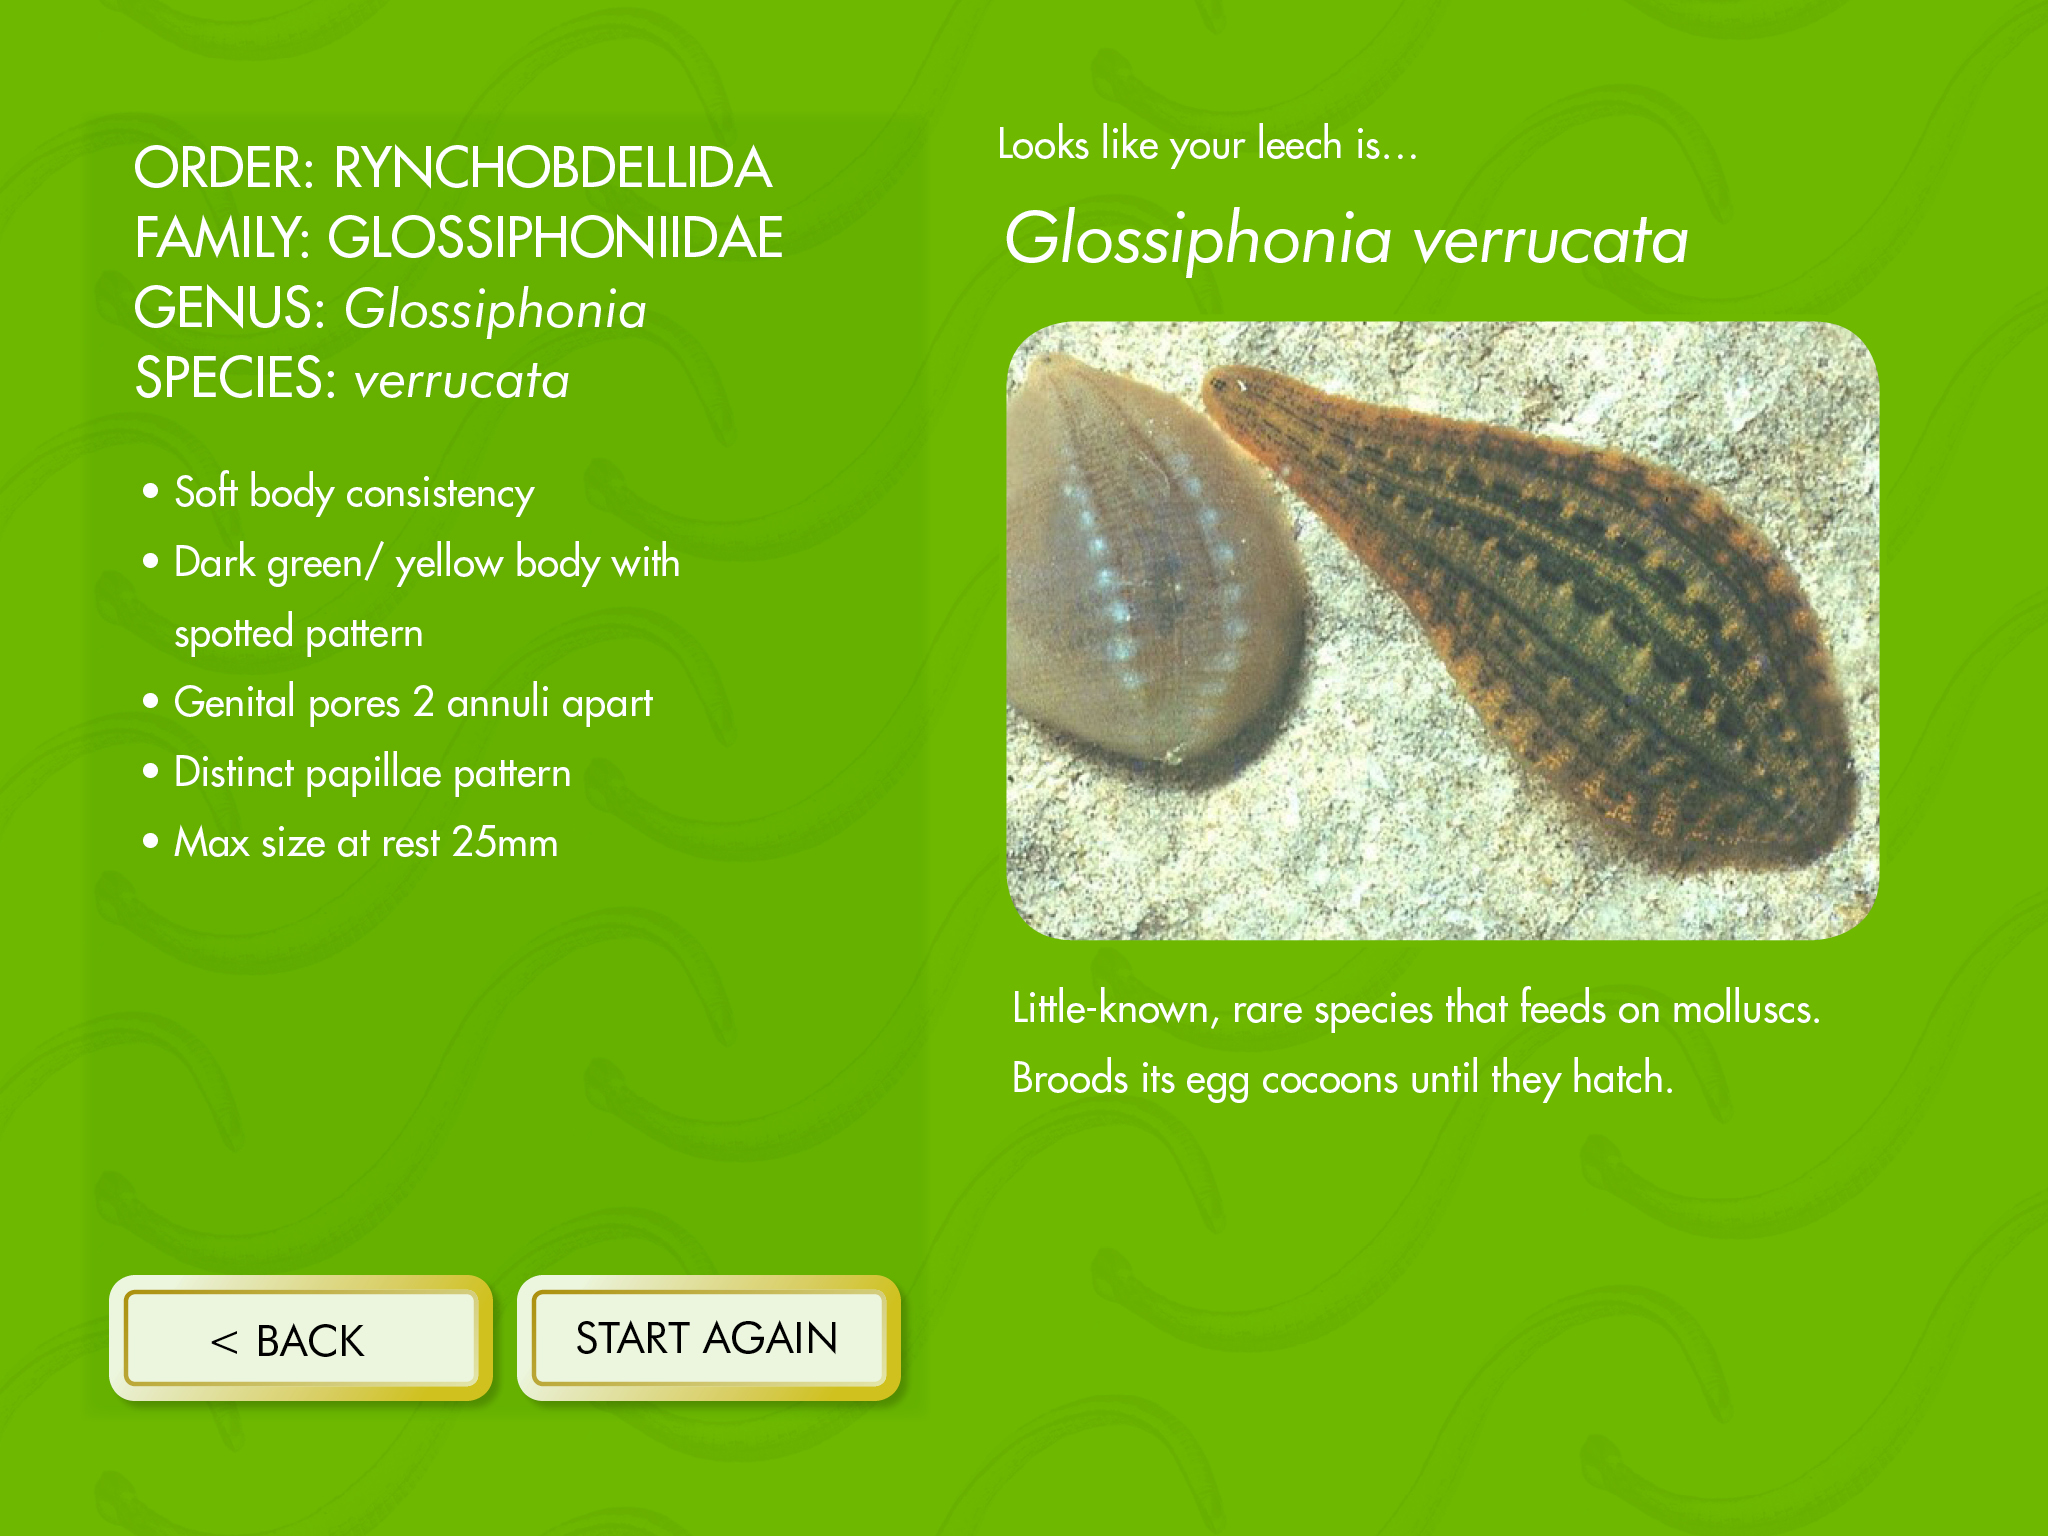 ORDER: RYNCHOBDELLIDA
FAMILY: GLOSSIPHONIIDAE
GENUS: Glossiphonia
SPECIES: verrucata
• Soft body consistency
• Dark green/ yellow body with
spotted pattern
• Genital pores 2 annuli apart
• Distinct papillae pattern
• Max size at rest 25mm
< BACK
START AGAIN
Looks like your leech is...
Glossiphonia verrucata
Little-known, rare species that feeds on molluscs.
Broods its egg cocoons until they hatch.